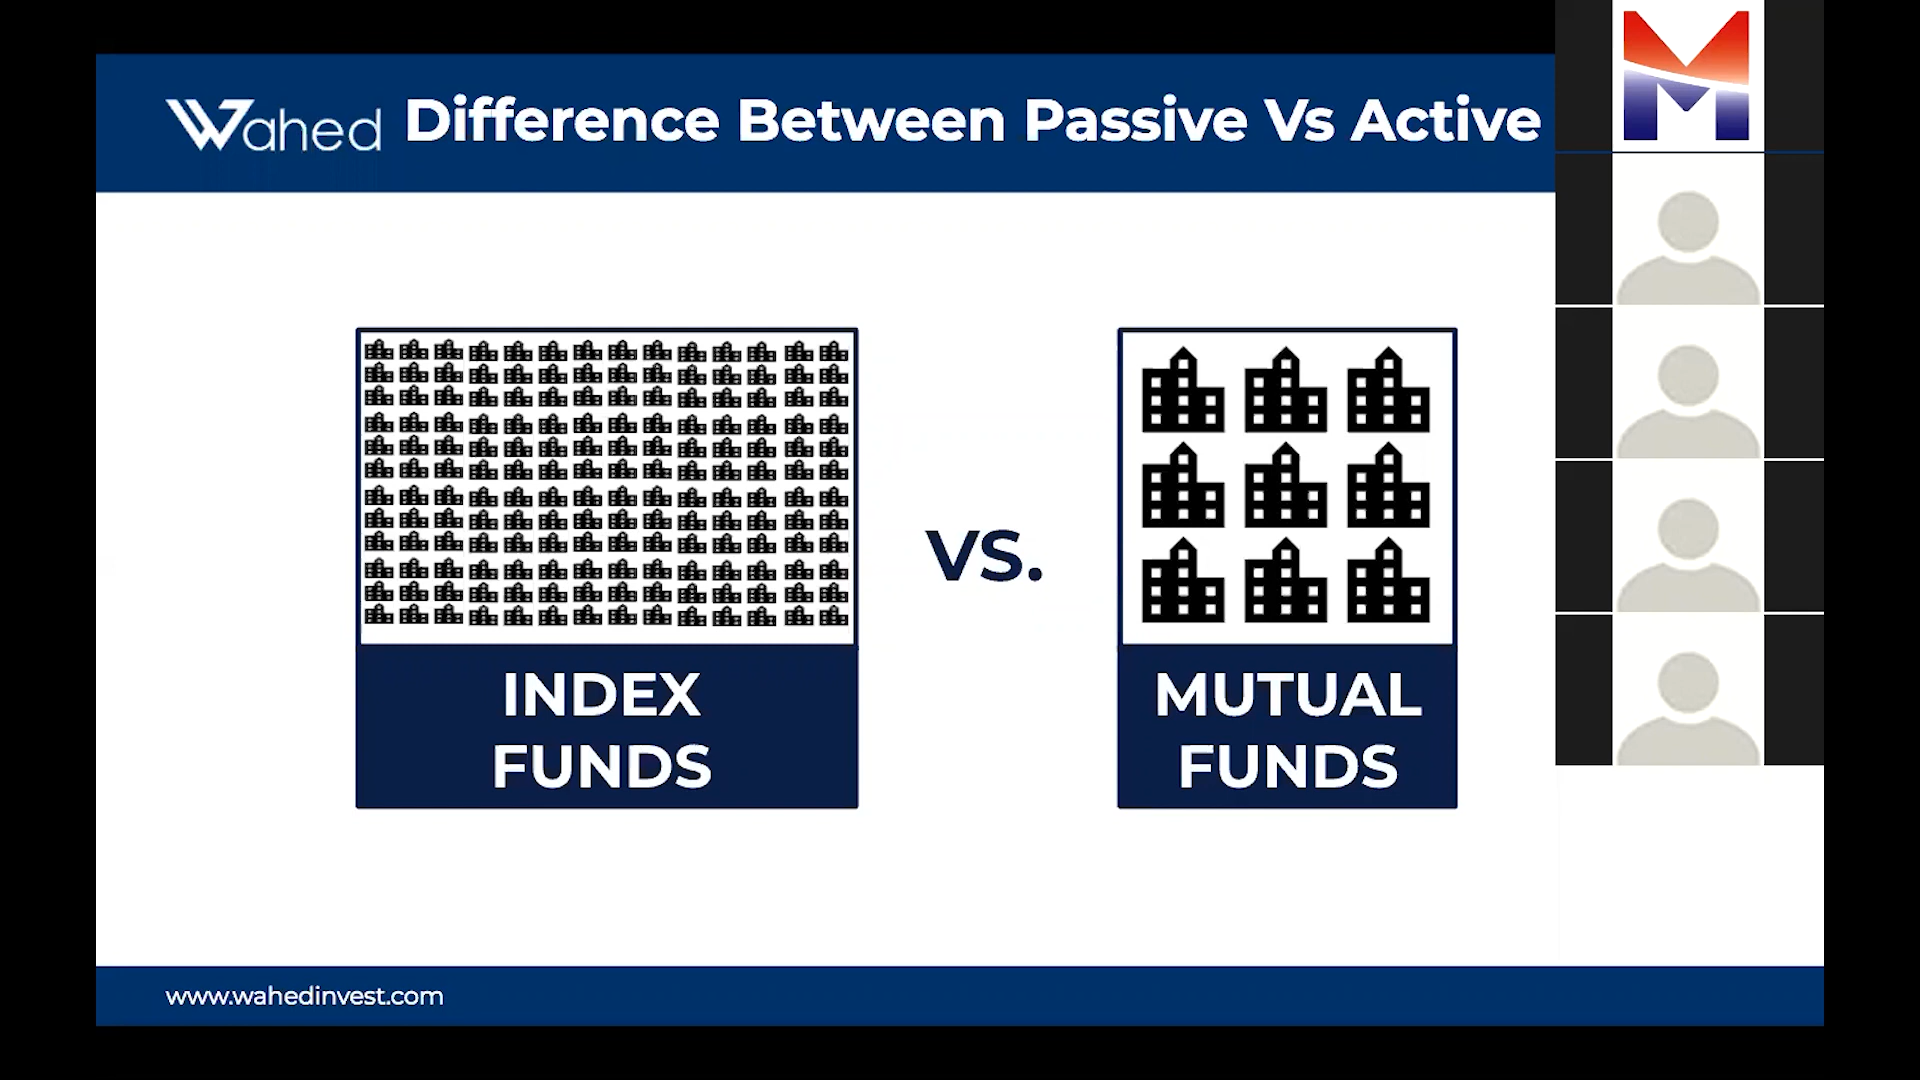 Wahed Difference Between Passive Vs Active
M
VS.
INDEX
FUNDS
MUTUAL
FUNDS
www.wahedinvest.com